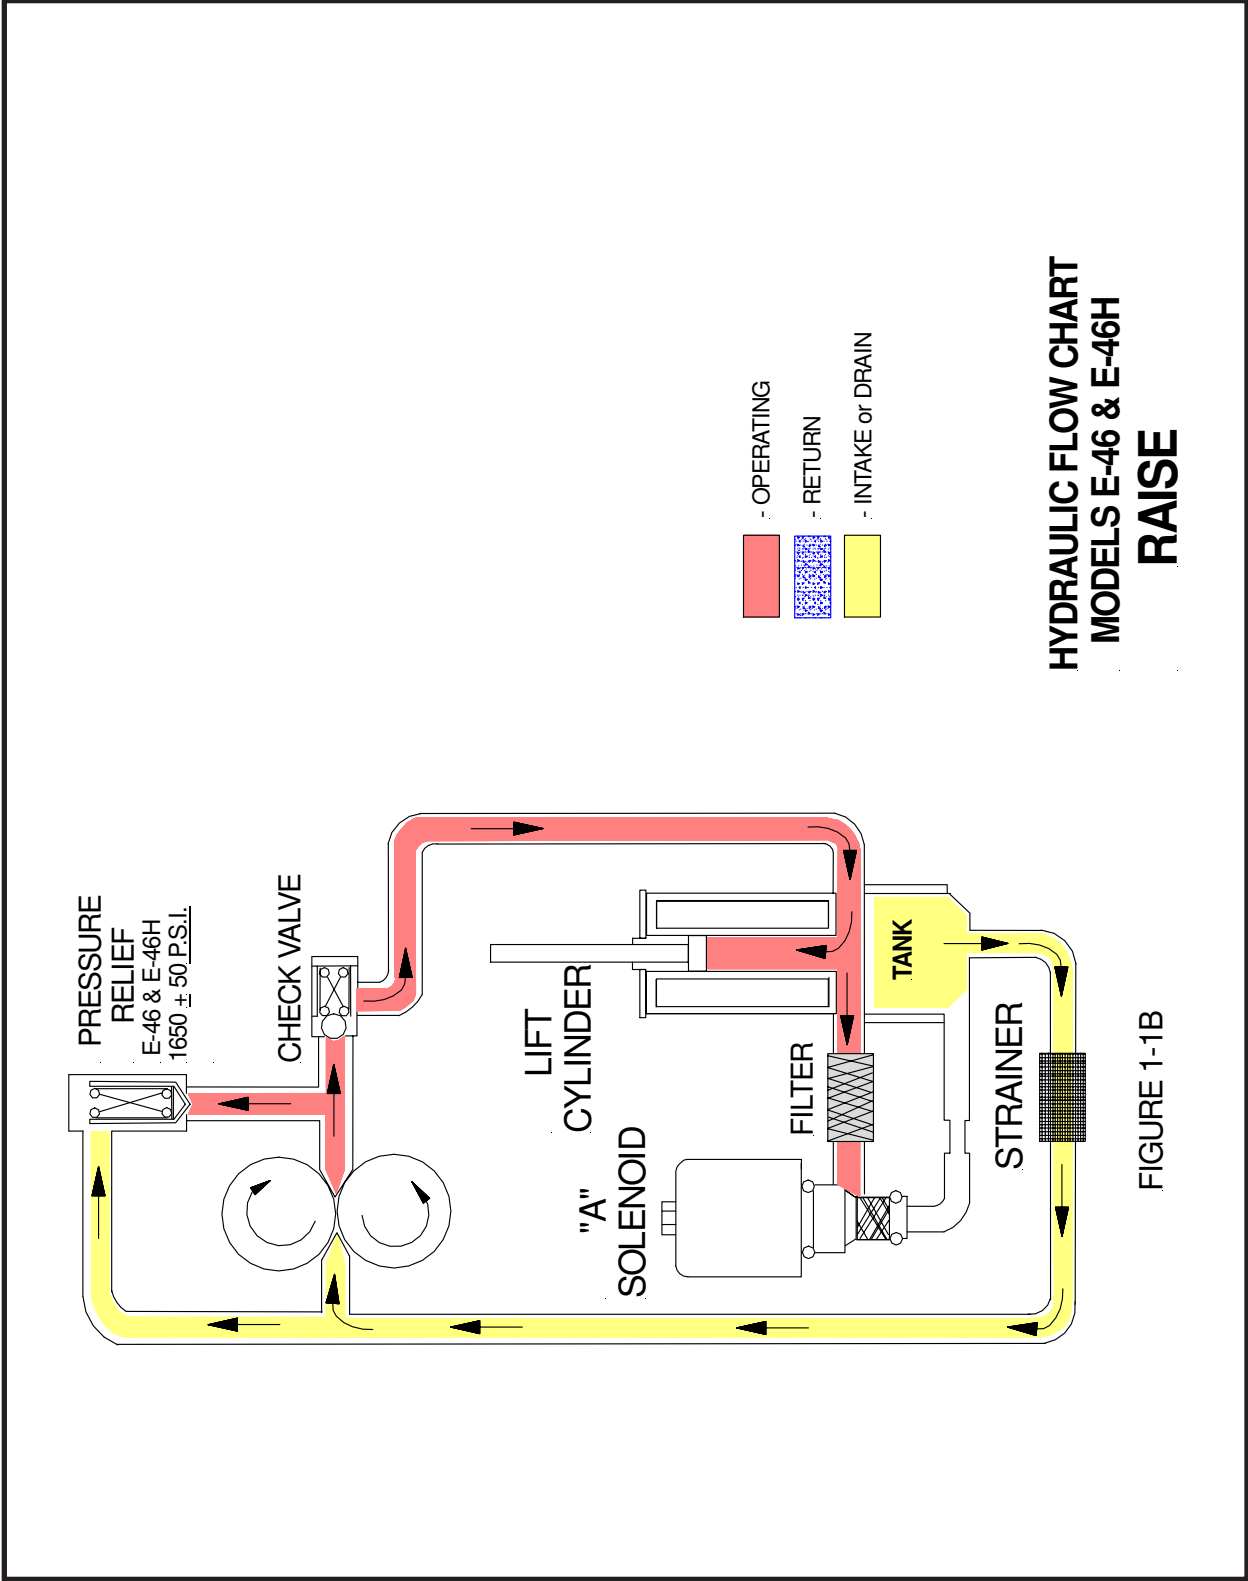 PRESSURE
RELIEF
E-46 & E-46H
1650 ± 50 P.S.I.
CHECK VALVE
LIFT
CYLINDER
"A"
SOLENOID
FILTER
TANK
STRAINER
FIGURE 1-1B
- OPERATING
- RETURN
- INTAKE or DRAIN
HYDRAULIC FLOW CHART
MODELS E-46 & E-46H
RAISE